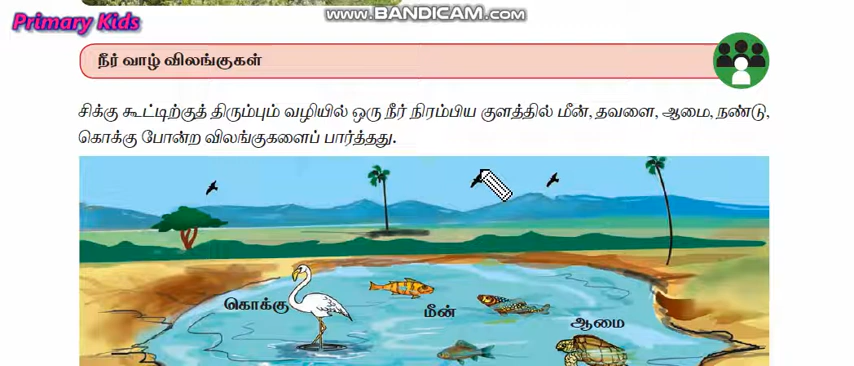 www.BANDICAM.com
Primary Kids
நீர் வாழ் விலங்குகள்
சிக்கு கூட்டிற்குத் திரும்பும் வழியில் ஒரு நீர் நிரம்பிய குளத்தில் மீன், தவளை, ஆமை, நண்டு,
கொக்கு போன்ற விலங்குகளைப் பார்த்தது.
கொக்கு
மீன்
ஆமை